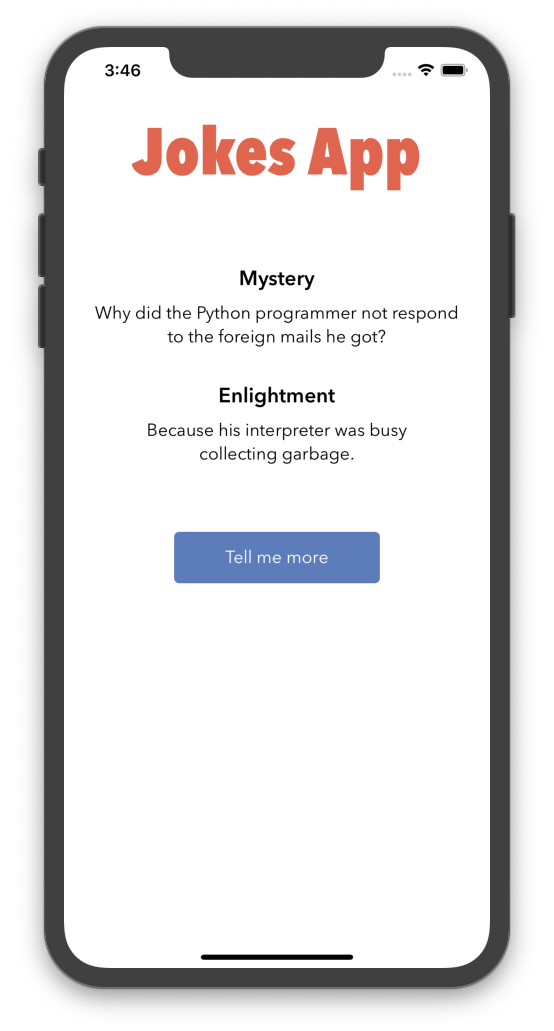 3:46
Jokes App
Mystery
Why did the Python programmer not respond
to the foreign mails he got?
Enlightment
Because his interpreter was busy
collecting garbage.
Tell me more